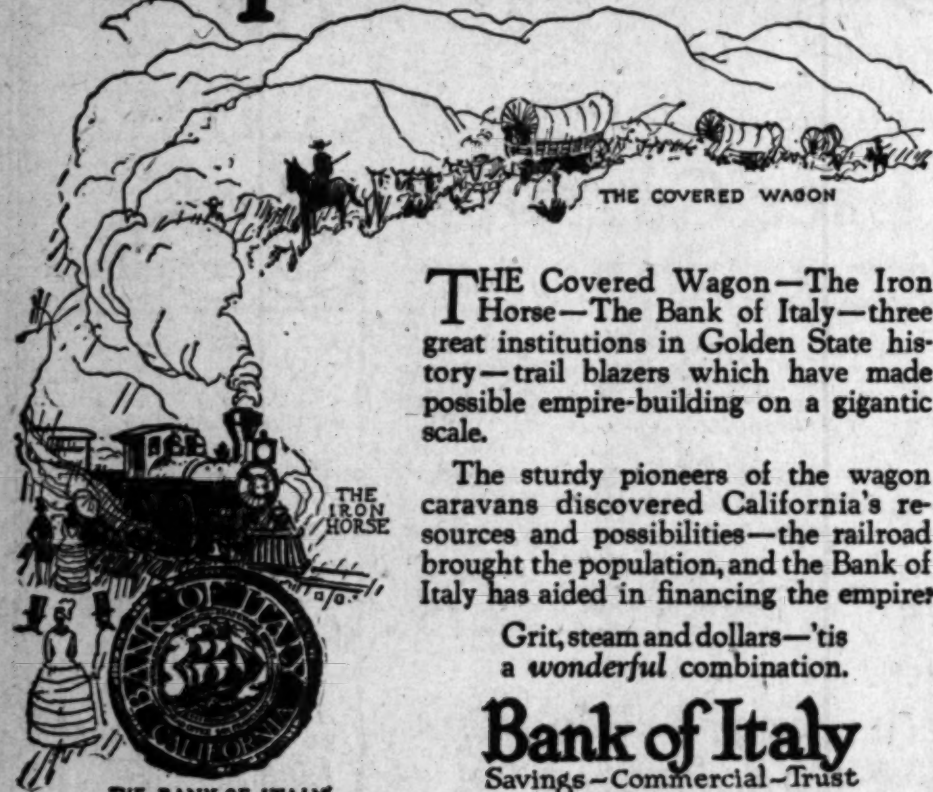 THE COVERED WAGON
THE Covered Wagon—The Iron
Horse—The Bank of Italy—three
great institutions in Golden State his-
tory—trail blazers which have made
possible empire-building on a gigantic
scale.
The sturdy pioneers of the wagon
caravans discovered California's re-
sources and possibilities—the railroad
brought the population, and the Bank of
Italy has aided in financing the empire.
Grit, steam and dollars—'tis
a wonderful combination.
Bank of Italy
Savings–Commercial–Trust
THE
IRON
HORSE
BANK OF ITALY
CALIFORNIA